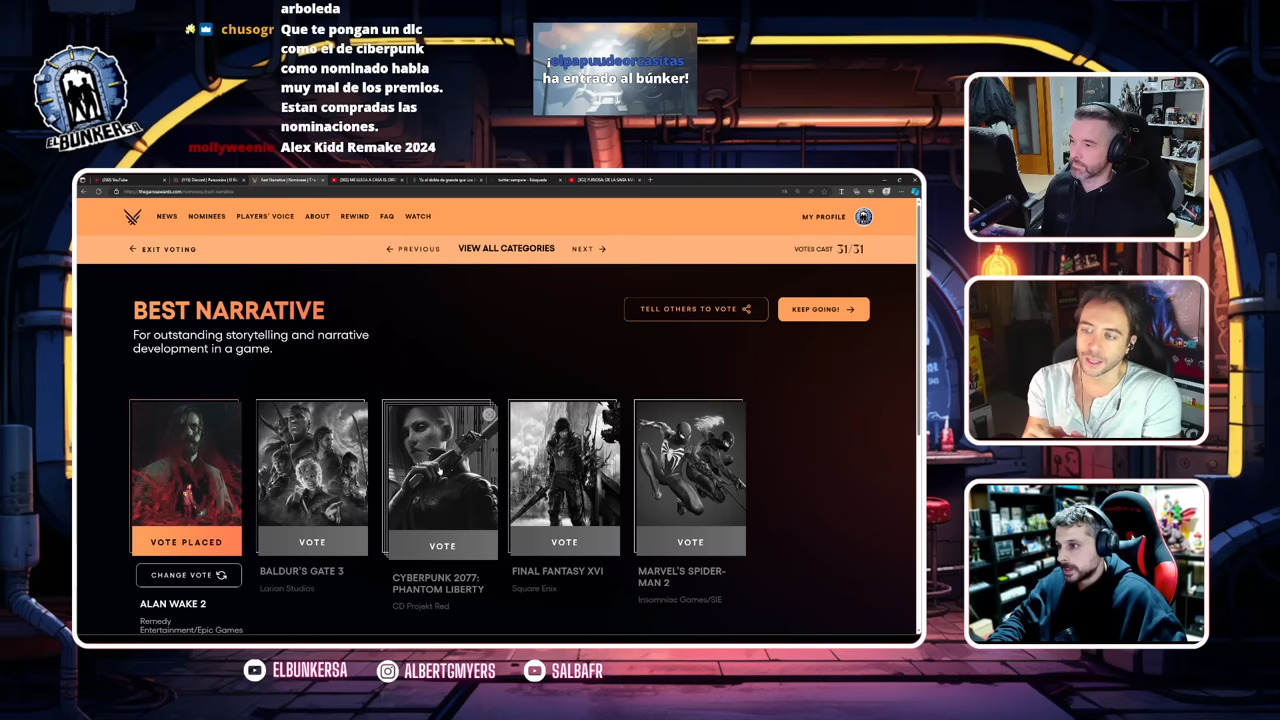 arboleda
chusogr Que te pongan un dlc
como el de ciberpunk
como nominado habla
muy mal de los premios.
Estan compradas las
nominaciones.
mollyweenie Alex Kidd Remake 2024
¡elpapuudeorcasitas
ha entrado al búnker!
ELBUNKERSA
NEWS NOMINEES PLAYERS' VOICE ABOUT REWIND FAQ WATCH MY PROFILE
EXIT VOTING PREVIOUS VIEW ALL CATEGORIES NEXT VOTES CAST 31/31
BEST NARRATIVE
TELL OTHERS TO VOTE KEEP GOING!
For outstanding storytelling and narrative
development in a game.
VOTE PLACED VOTE VOTE VOTE VOTE
CHANGE VOTE
ALAN WAKE 2
Remedy
Entertainment/Epic Games
BALDUR'S GATE 3
Larian Studios
CYBERPUNK 2077:
PHANTOM LIBERTY
CD Projekt Red
FINAL FANTASY XVI
Square Enix
MARVEL'S SPIDER-
MAN 2
Insomniac Games/SIE
ELBUNKERSA ALBERTGMYERS SALBAFR